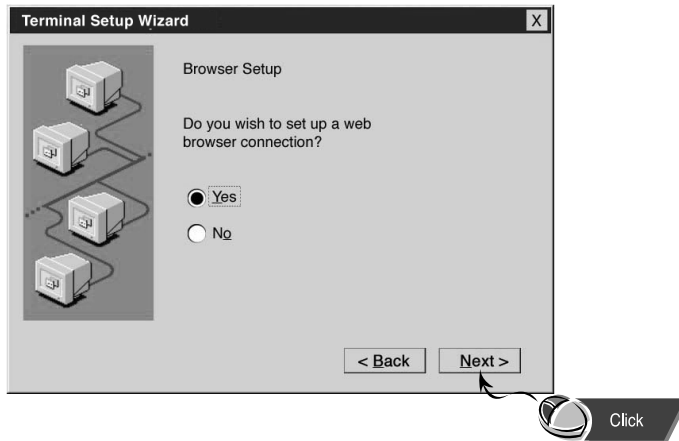 Terminal Setup Wizard
X
Browser Setup
Do you wish to set up a web
browser connection?
Yes
No
< Back
Next >
Click